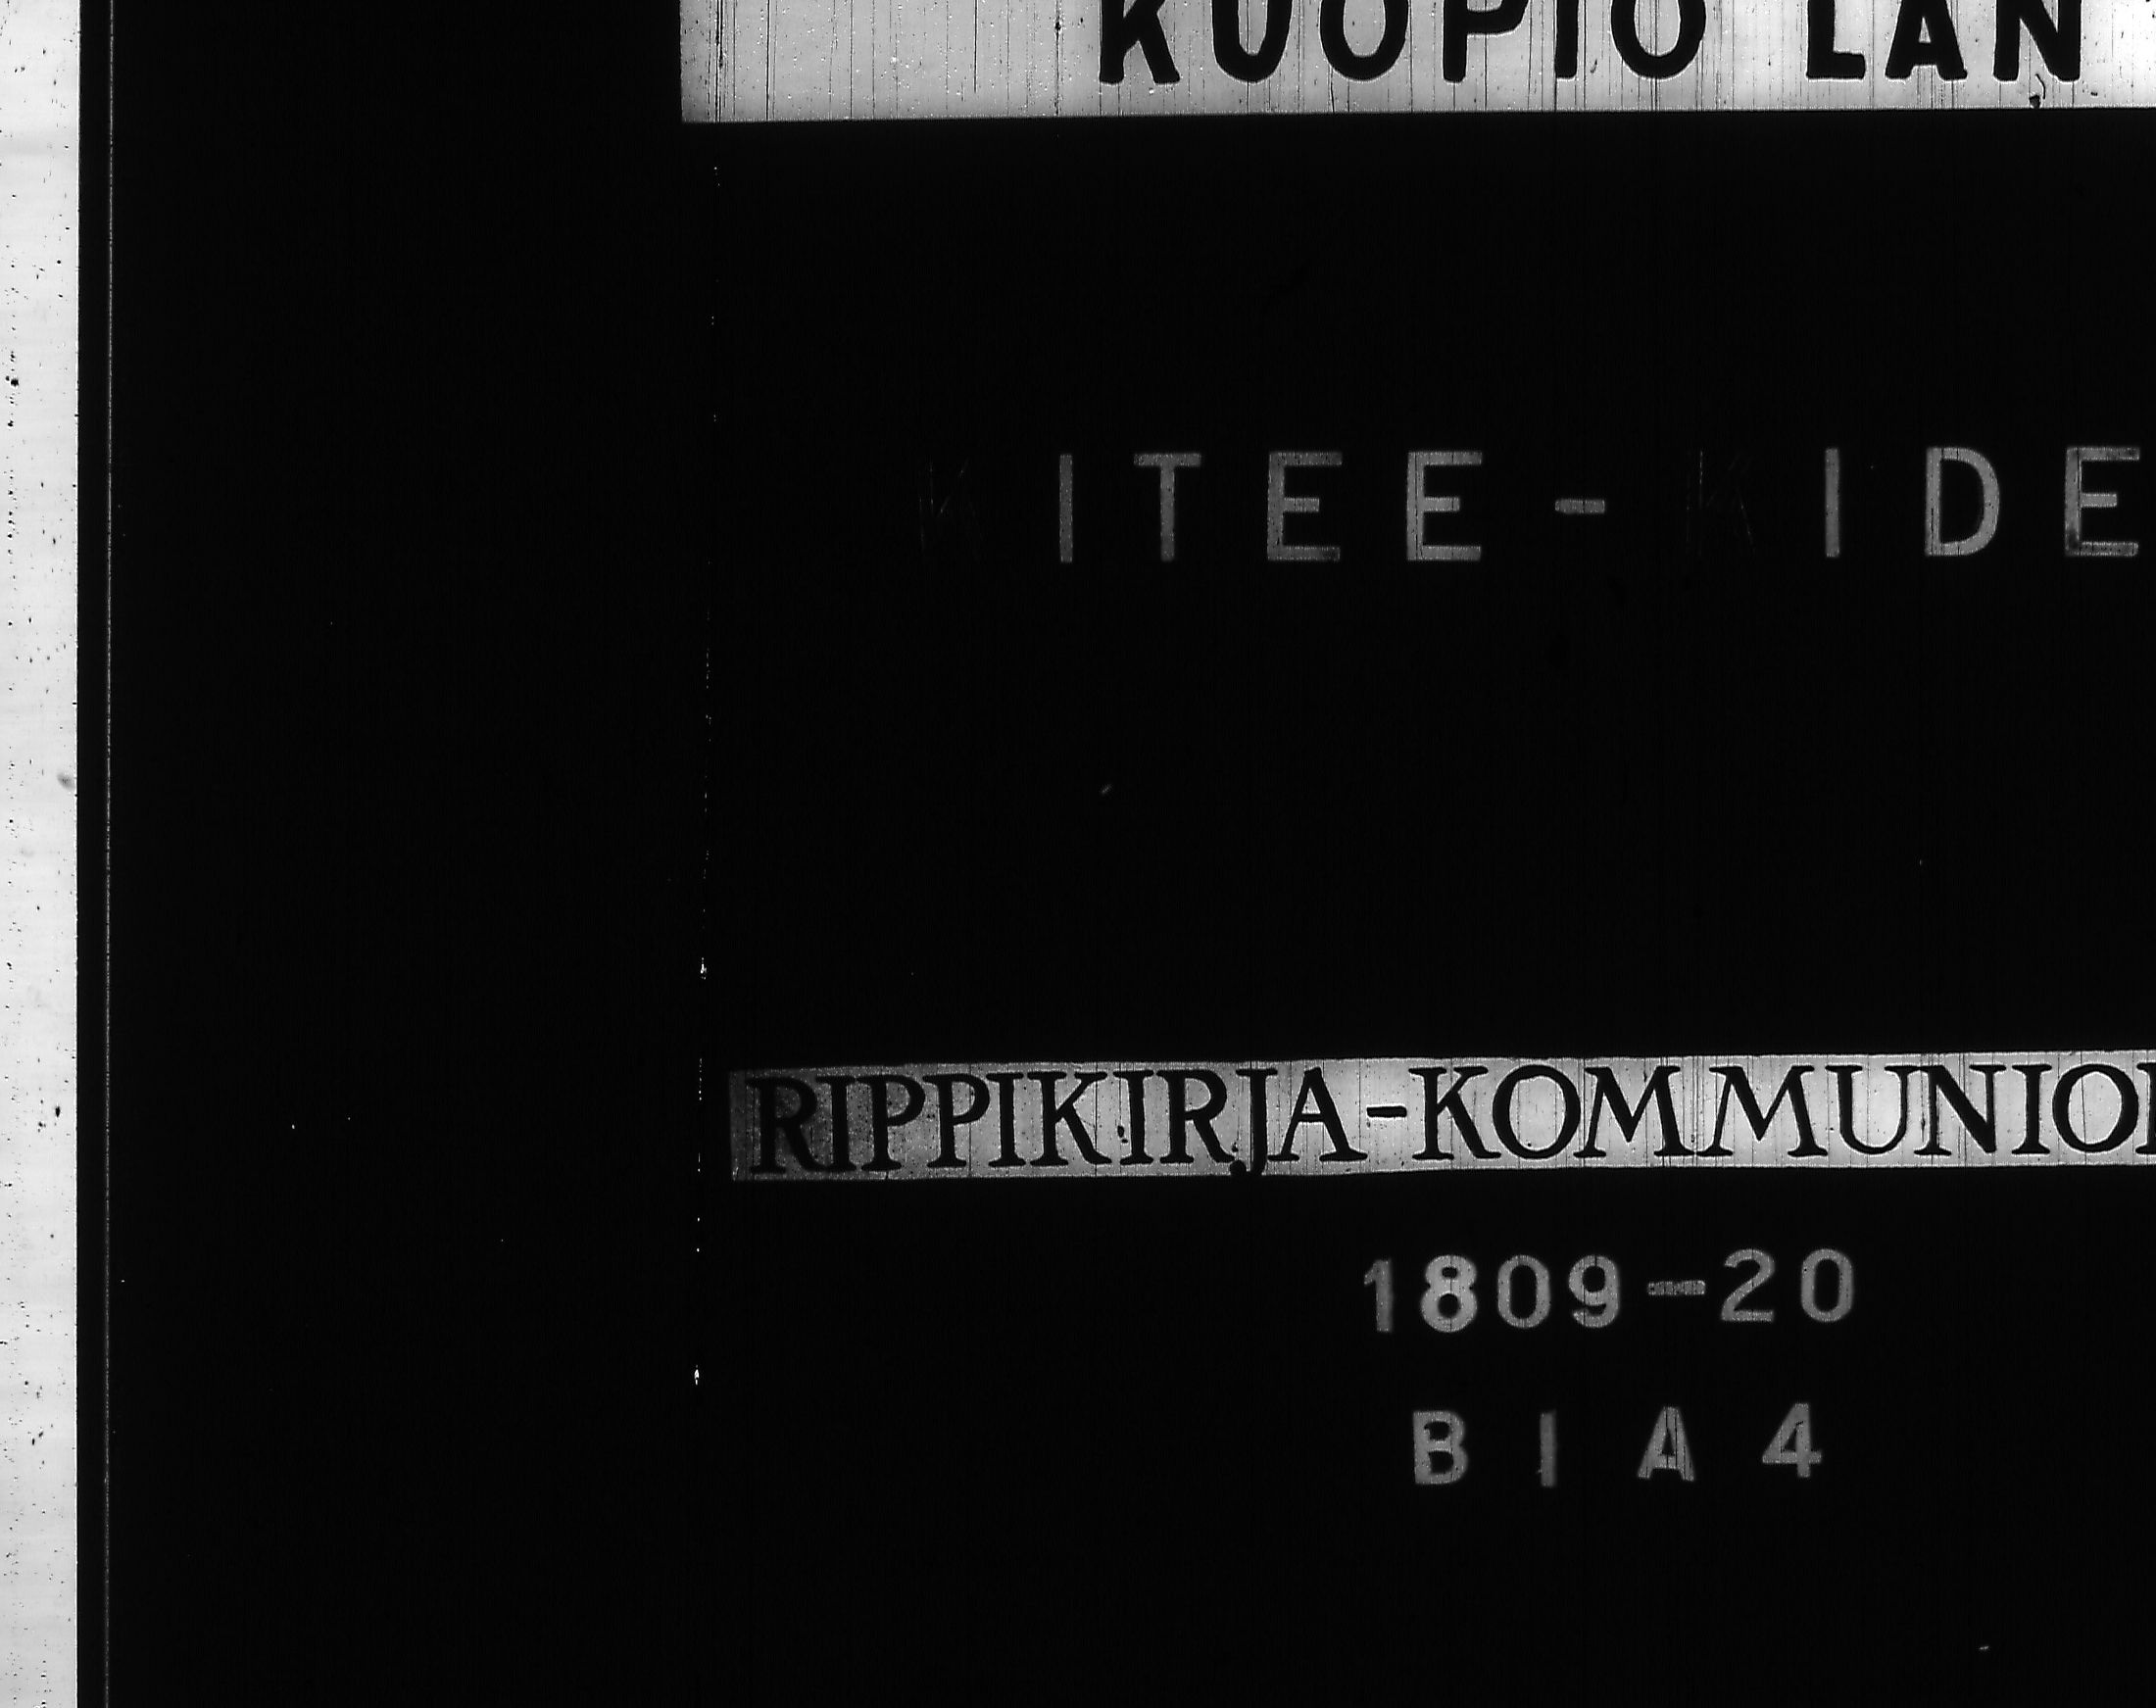 KUOPIO LÄN
KITEE - KIDE
RIPPIKIRJA-KOMMUNIO
1809-20
B I A 4